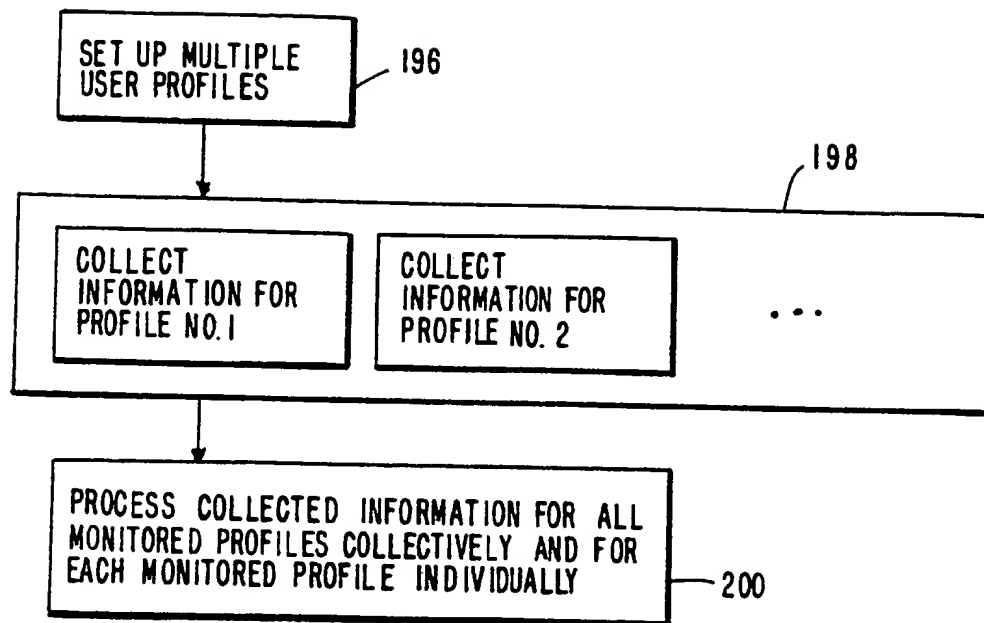 SET UP MULTIPLE
USER PROFILES
196
198
COLLECT
INFORMATION FOR
PROFILE NO. 1
COLLECT
INFORMATION FOR
PROFILE NO. 2
...
PROCESS COLLECTED INFORMATION FOR ALL
MONITORED PROFILES COLLECTIVELY AND FOR
EACH MONITORED PROFILE INDIVIDUALLY
200